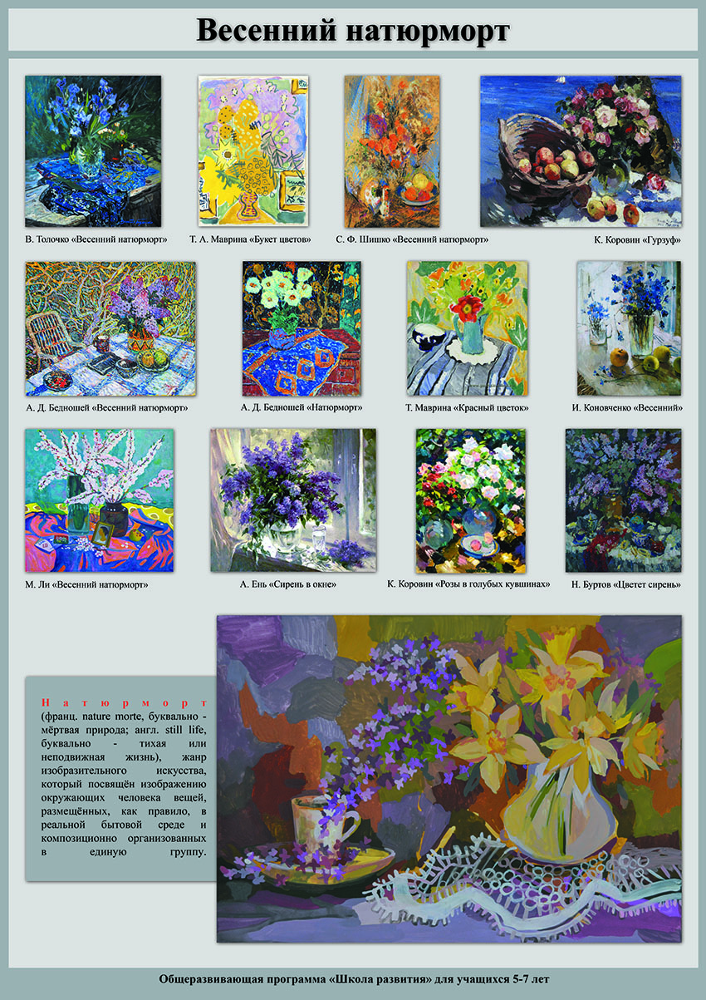 Весенний натюрморт
В. Толочко «Весенний натюрморт»
Т. А. Маврина «Букет цветов»
С. Ф. Шишко «Весенний натюрморт»
К. Коровин «Гурзуф»
А. Д. Бедношей «Весенний натюрморт»
А. Д. Бедношей «Натюрморт»
Т. Маврина «Красный цветок»
И. Коновченко «Весенний»
М. Ли «Весенний натюрморт»
А. Ень «Сирень в окне»
К. Коровин «Розы в голубых кувшинах»
Н. Буртов «Цветет сирень»
Натюрморт
(франц. nature morte, буквально -
мёртвая природа; англ. still life,
буквально - тихая или
неподвижная жизнь), жанр
изобразительного искусства,
который посвящён изображению
окружающих человека вещей,
размещённых, как правило, в
реальной бытовой среде и
композиционно организованных
в единую группу.
Общеразвивающая программа «Школа развития» для учащихся 5-7 лет